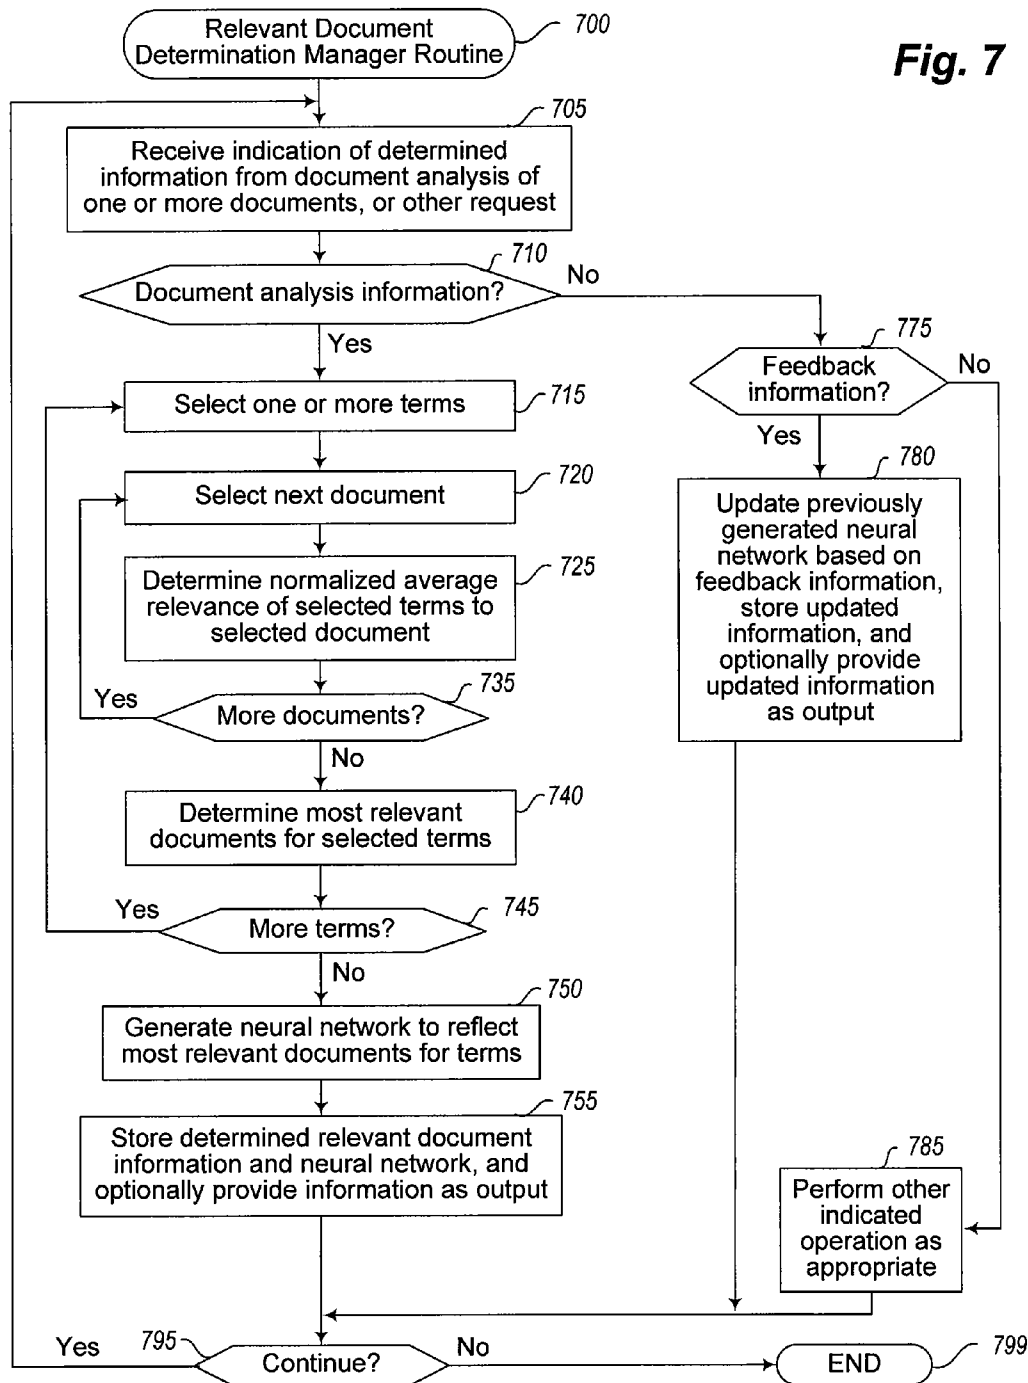 Relevant Document
Determination Manager Routine
700
Fig. 7
705
Receive indication of determined
information from document analysis of
one or more documents, or other request
710
Document analysis information?
No
Yes
775
Feedback
information?
No
Yes
Select one or more terms
715
Select next document
720
780
Update previously
generated neural
network based on
feedback information,
store updated
information, and
optionally provide
updated information
as output
Determine normalized average
relevance of selected terms to
selected document
725
Yes
735
More documents?
No
Determine most relevant
documents for selected terms
740
Yes
745
More terms?
No
750
Generate neural network to reflect
most relevant documents for terms
755
Store determined relevant document
information and neural network, and
optionally provide information as output
785
Perform other
indicated
operation as
appropriate
Yes
795
Continue?
No
END
799